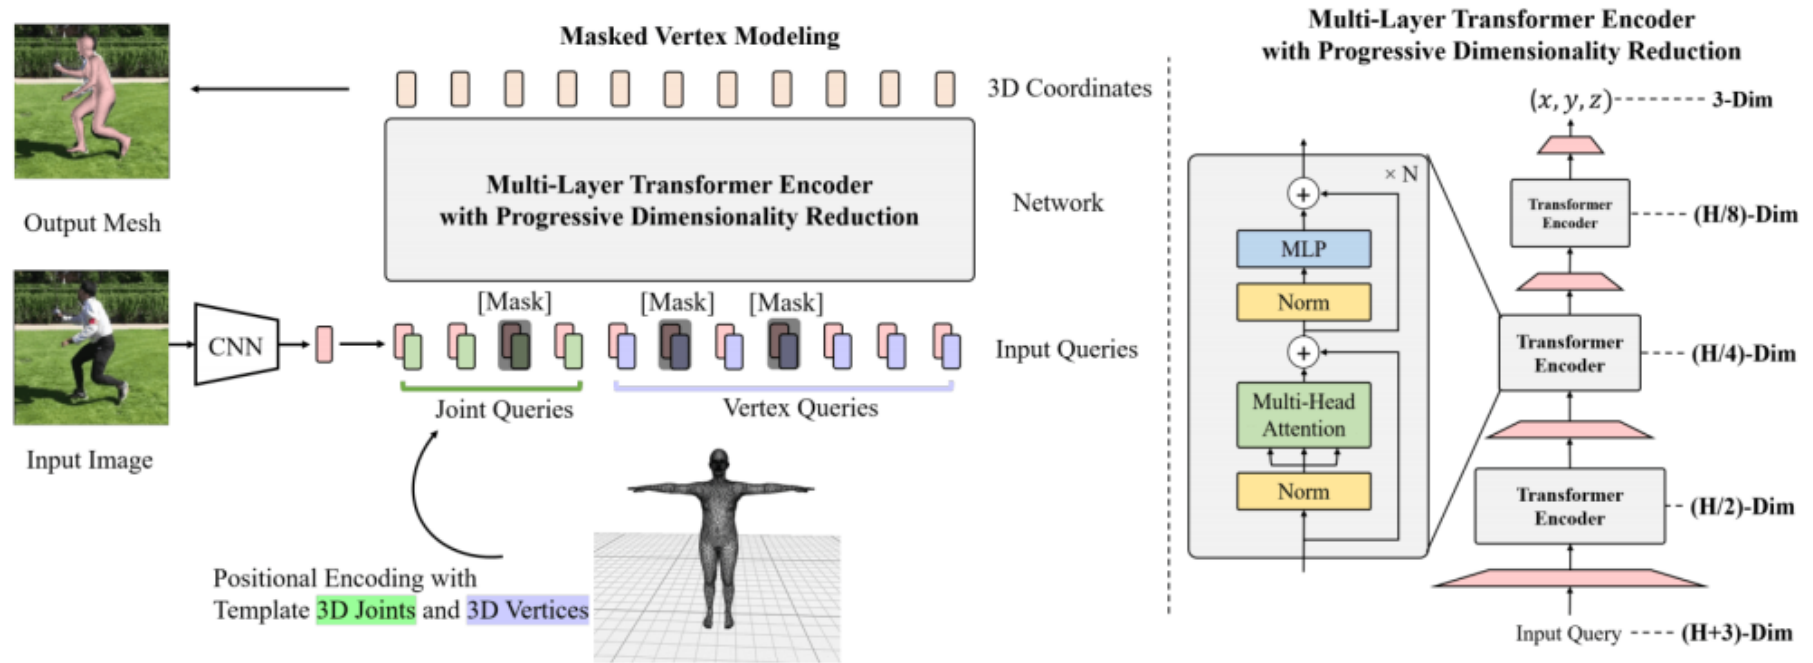 Masked Vertex Modeling
3D Coordinates
Multi-Layer Transformer Encoder
with Progressive Dimensionality Reduction
Network
Output Mesh
[Mask] [Mask] [Mask]
CNN
Input Queries
Joint Queries
Vertex Queries
Input Image
Positional Encoding with
Template 3D Joints and 3D Vertices
Multi-Layer Transformer Encoder
with Progressive Dimensionality Reduction
(x, y, z) 3-Dim
× N
MLP
Norm
Multi-Head
Attention
Norm
Transformer
Encoder
(H/8)-Dim
Transformer
Encoder
(H/4)-Dim
Transformer
Encoder
(H/2)-Dim
Input Query (H+3)-Dim